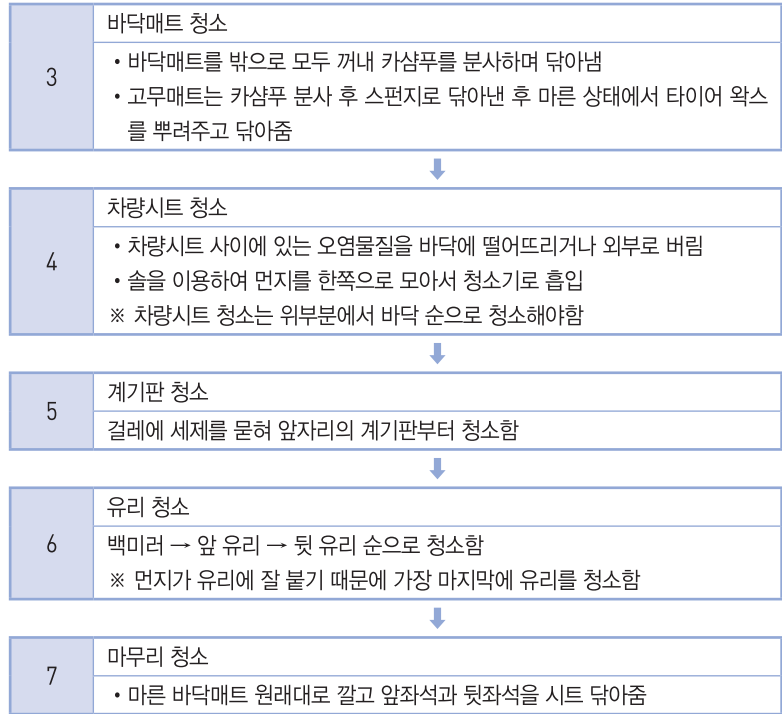 3
바닥매트 청소
• 바닥매트를 밖으로 모두 꺼내 카샴푸를 분사하며 닦아냄
• 고무매트는 카샴푸 분사 후 스펀지로 닦아낸 후 마른 상태에서 타이어 왁스
를 뿌려주고 닦아줌
4
차량시트 청소
• 차량시트 사이에 있는 오염물질을 바닥에 떨어뜨리거나 외부로 버림
• 솔을 이용하여 먼지를 한쪽으로 모아서 청소기로 흡입
※ 차량시트 청소는 위부분에서 바닥 순으로 청소해야함
5
계기판 청소
걸레에 세제를 묻혀 앞자리의 계기판부터 청소함
6
유리 청소
백미러 → 앞 유리 → 뒷 유리 순으로 청소함
※ 먼지가 유리에 잘 붙기 때문에 가장 마지막에 유리를 청소함
7
마무리 청소
• 마른 바닥매트 원래대로 깔고 앞좌석과 뒷좌석을 시트 닦아줌